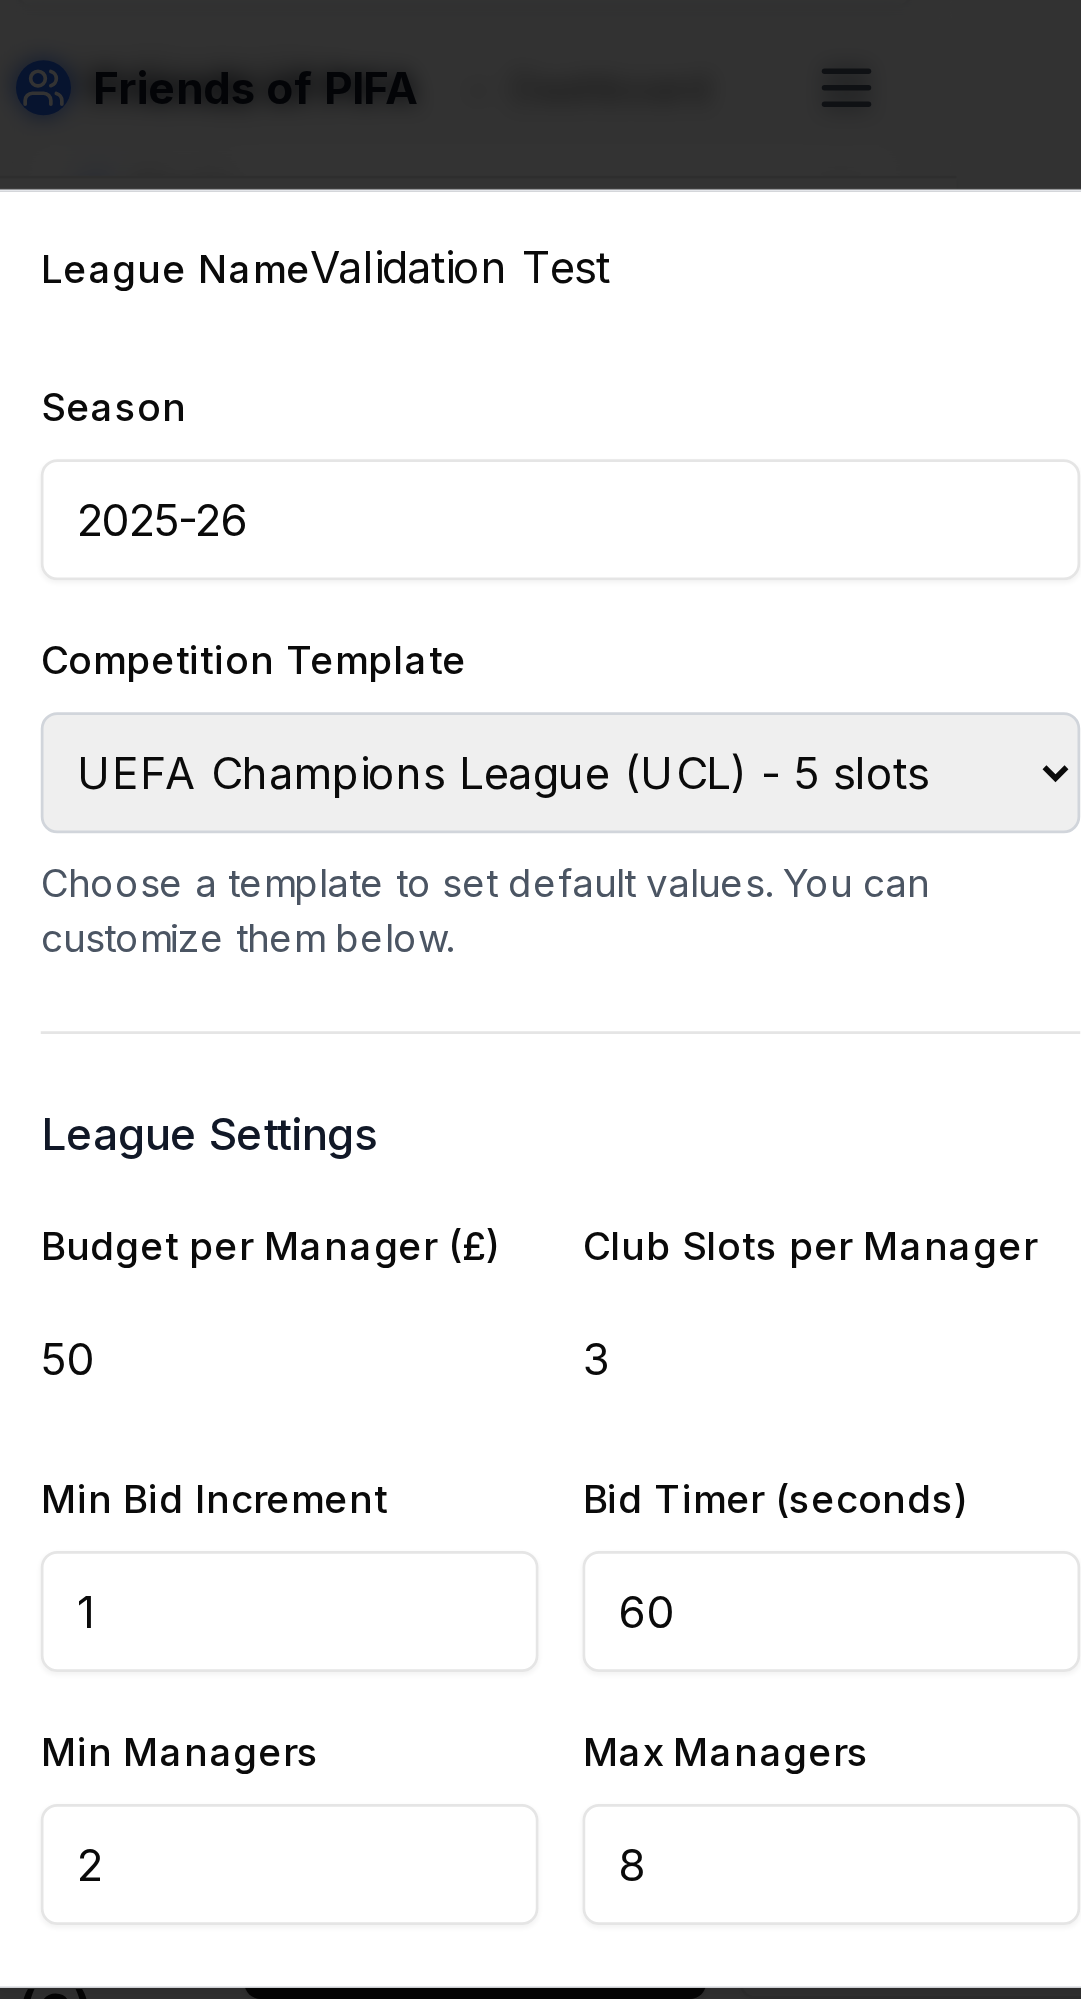 Friends of PIFA
League NameValidation Test
Season
2025-26
Competition Template
UEFA Champions League (UCL) - 5 slots
Choose a template to set default values. You can
customize them below.
League Settings
Budget per Manager (£) Club Slots per Manager
50 3
Min Bid Increment Bid Timer (seconds)
1 60
Min Managers Max Managers
2 8